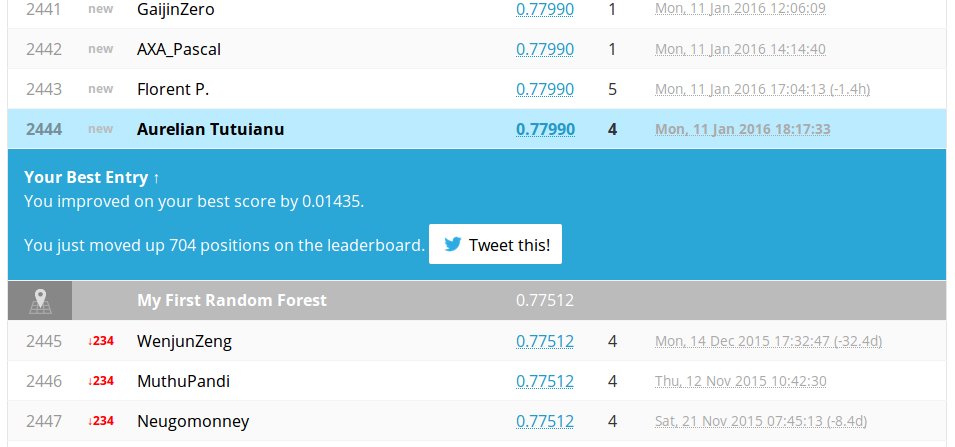 2441 new GaijinZero 0.77990 1 Mon, 11 Jan 2016 12:06:09
2442 new AXA_Pascal 0.77990 1 Mon, 11 Jan 2016 14:14:40
2443 new Florent P. 0.77990 5 Mon, 11 Jan 2016 17:04:13 (-1.4h)
2444 new Aurelian Tutuianu 0.77990 4 Mon, 11 Jan 2016 18:17:33
Your Best Entry ↑
You improved on your best score by 0.01435.
You just moved up 704 positions on the leaderboard. Tweet this!
My First Random Forest 0.77512
2445 ↓234 WenjunZeng 0.77512 4 Mon, 14 Dec 2015 17:32:47 (-32.4d)
2446 ↓234 MuthuPandi 0.77512 4 Thu, 12 Nov 2015 10:42:30
2447 ↓234 Neugomonney 0.77512 4 Sat, 21 Nov 2015 07:45:13 (-8.4d)